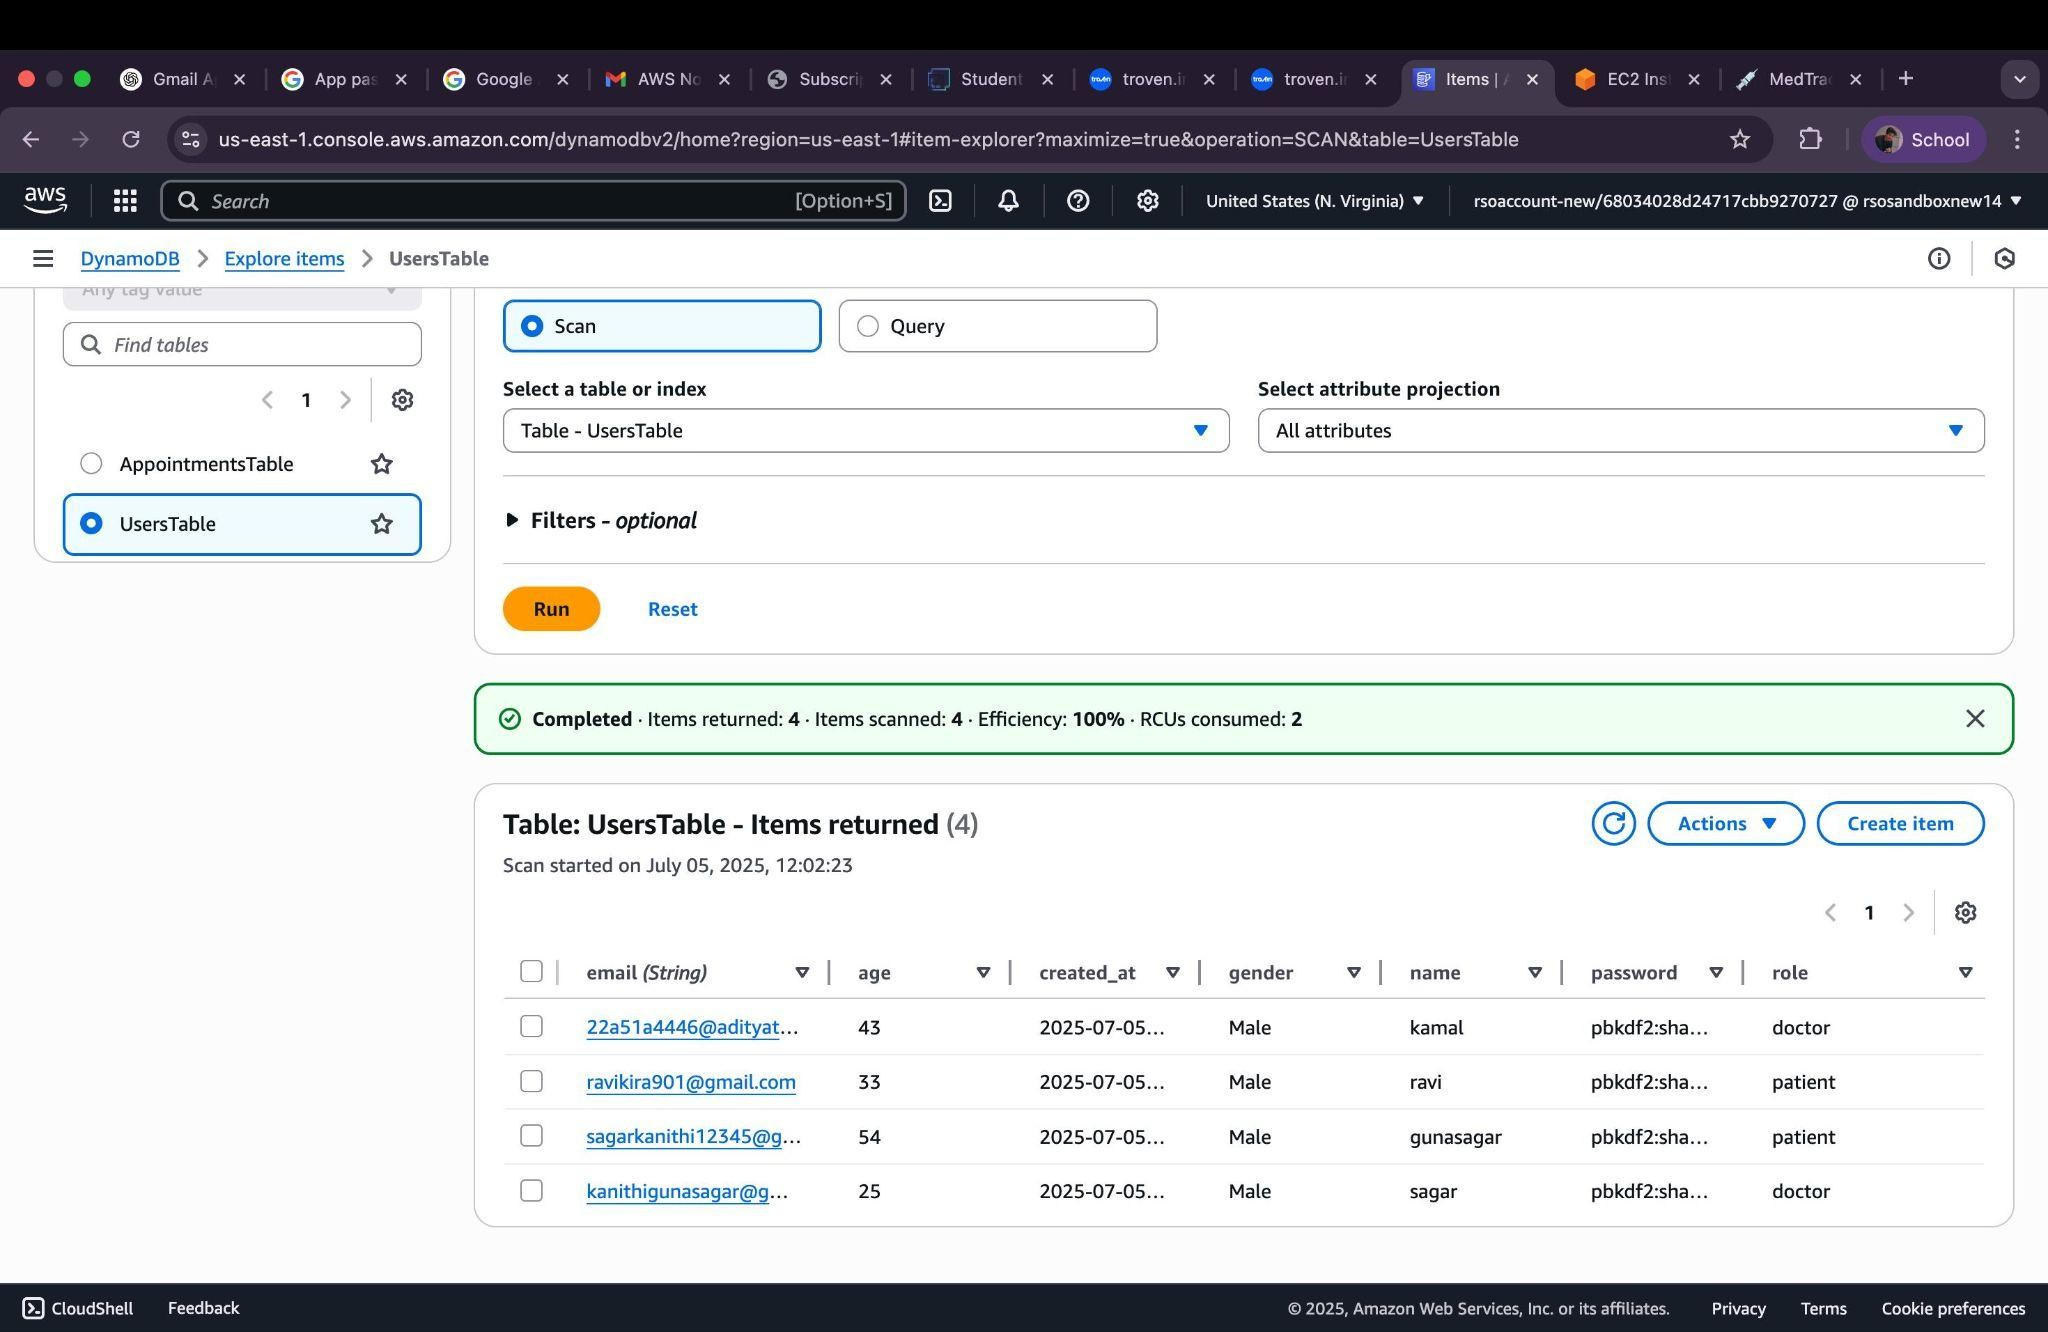 Gmail A
App pas
Google
AWS No
Subscri
Student
troven.in
troven.in
Items | A
EC2 Inst
MedTrac
us-east-1.console.aws.amazon.com/dynamodbv2/home?region=us-east-1#item-explorer?maximize=true&operation=SCAN&table=UsersTable
School
aws
Search
[Option+S]
United States (N. Virginia)
rsoaccount-new/68034028d24717cbb9270727 @ rsosandboxnew14
DynamoDB
Explore items
UsersTable
Any tag value
Find tables
1
AppointmentsTable
UsersTable
Scan
Query
Select a table or index
Table - UsersTable
Select attribute projection
All attributes
Filters - optional
Run
Reset
Completed · Items returned: 4 · Items scanned: 4 · Efficiency: 100% · RCUs consumed: 2
Table: UsersTable - Items returned (4)
Actions
Create item
Scan started on July 05, 2025, 12:02:23
1
email (String) age created_at gender name password role
22a51a4446@adityat... 43 2025-07-05... Male kamal pbkdf2:sha... doctor
ravikira901@gmail.com 33 2025-07-05... Male ravi pbkdf2:sha... patient
sagarkanithi12345@g... 54 2025-07-05... Male gunasagar pbkdf2:sha... patient
kanithigunasagar@g... 25 2025-07-05... Male sagar pbkdf2:sha... doctor
CloudShell
Feedback
© 2025, Amazon Web Services, Inc. or its affiliates.
Privacy
Terms
Cookie preferences